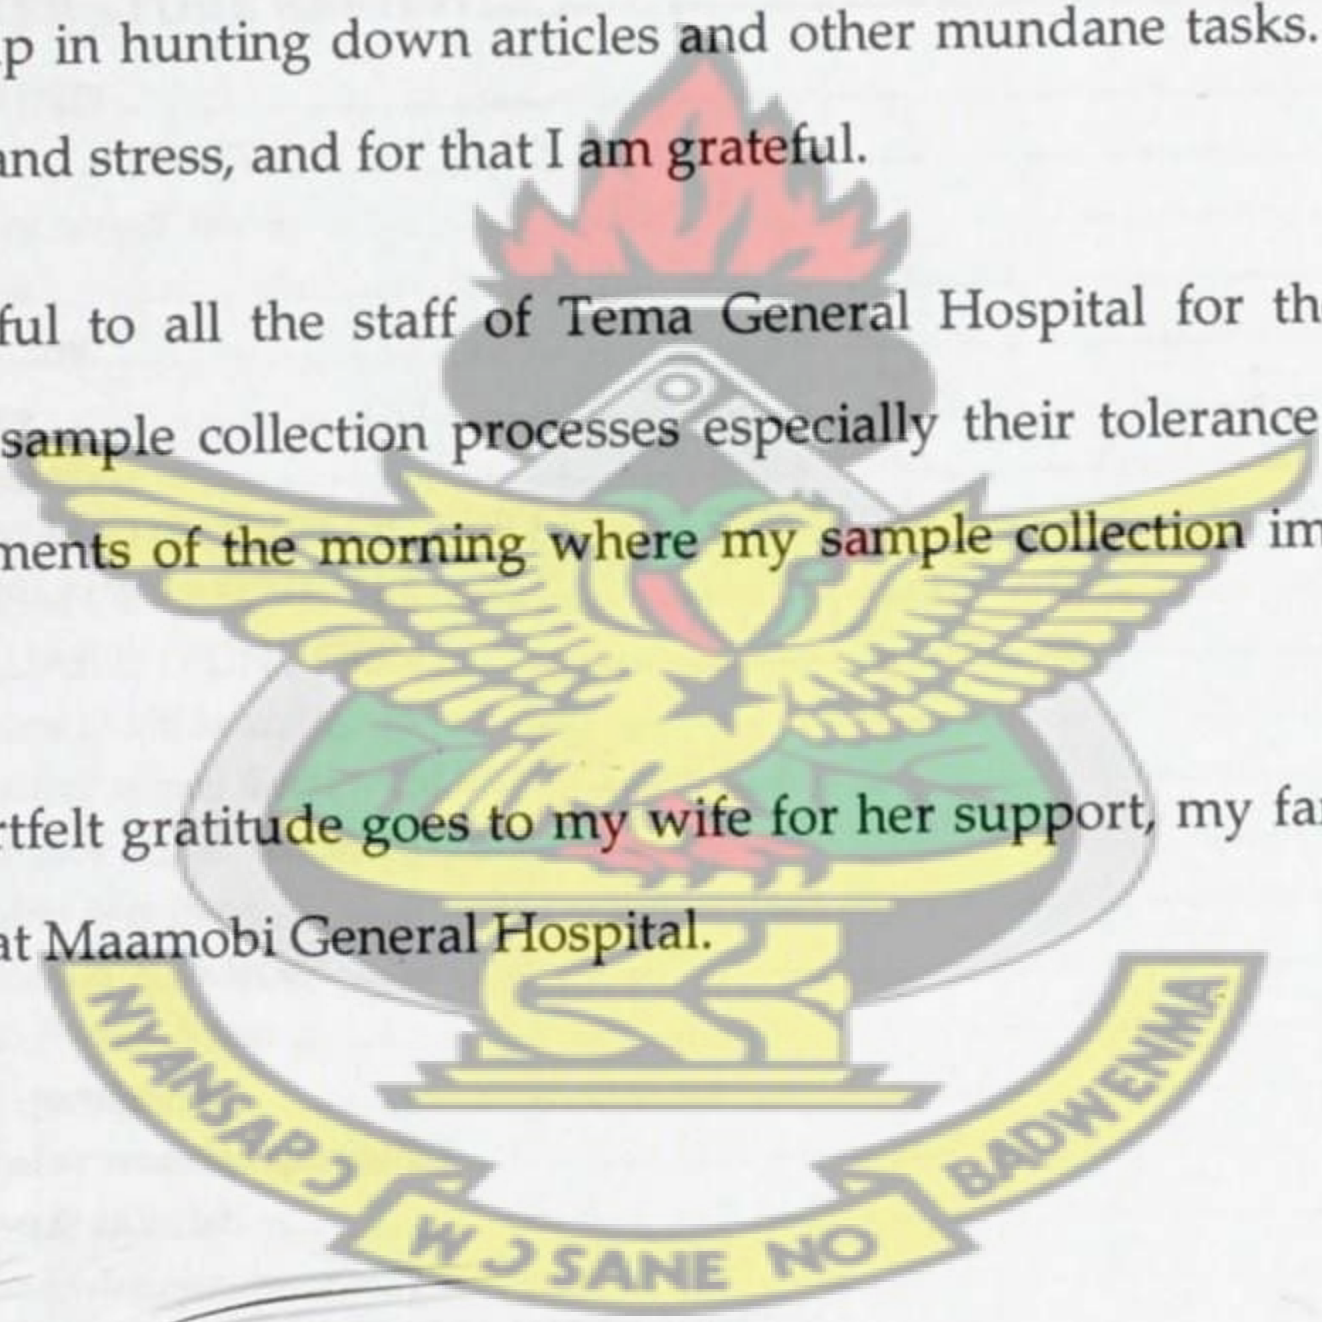 p in hunting down articles and other mundane tasks.
and stress, and for that I am grateful.
ful to all the staff of Tema General Hospital for th
sample collection processes especially their tolerance
ments of the morning where my sample collection im
rtfelt gratitude goes to my wife for her support, my fa
at Maamobi General Hospital.
NYANSAPƆ
WƆSANE NO
BADWENMA